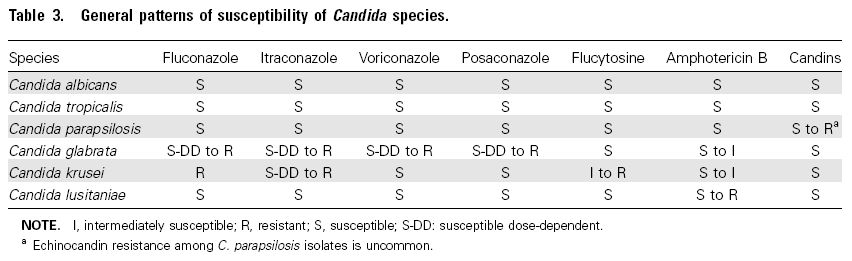 Table 3. General patterns of susceptibility of Candida species.
Species Fluconazole Itraconazole Voriconazole Posaconazole Flucytosine Amphotericin B Candins
Candida albicans S S S S S S S
Candida tropicalis S S S S S S S
Candida parapsilosis S S S S S S S to Rᵃ
Candida glabrata S-DD to R S-DD to R S-DD to R S-DD to R S S to I S
Candida krusei R S-DD to R S S I to R S to I S
Candida lusitaniae S S S S S S to R S
NOTE. I, intermediately susceptible; R, resistant; S, susceptible; S-DD: susceptible dose-dependent.
ᵃ Echinocandin resistance among C. parapsilosis isolates is uncommon.